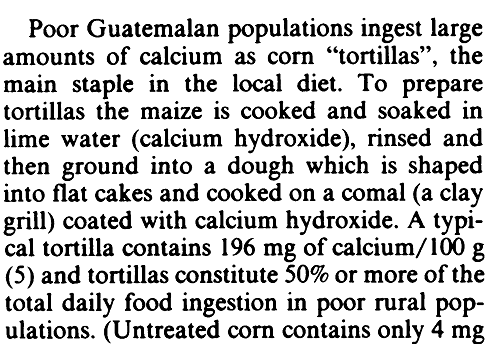 Poor Guatemalan populations ingest large
amounts of calcium as corn “tortillas”, the
main staple in the local diet. To prepare
tortillas the maize is cooked and soaked in
lime water (calcium hydroxide), rinsed and
then ground into a dough which is shaped
into flat cakes and cooked on a comal (a clay
grill) coated with calcium hydroxide. A typi-
cal tortilla contains 196 mg of calcium/100 g
(5) and tortillas constitute 50% or more of the
total daily food ingestion in poor rural pop-
ulations. (Untreated corn contains only 4 mg